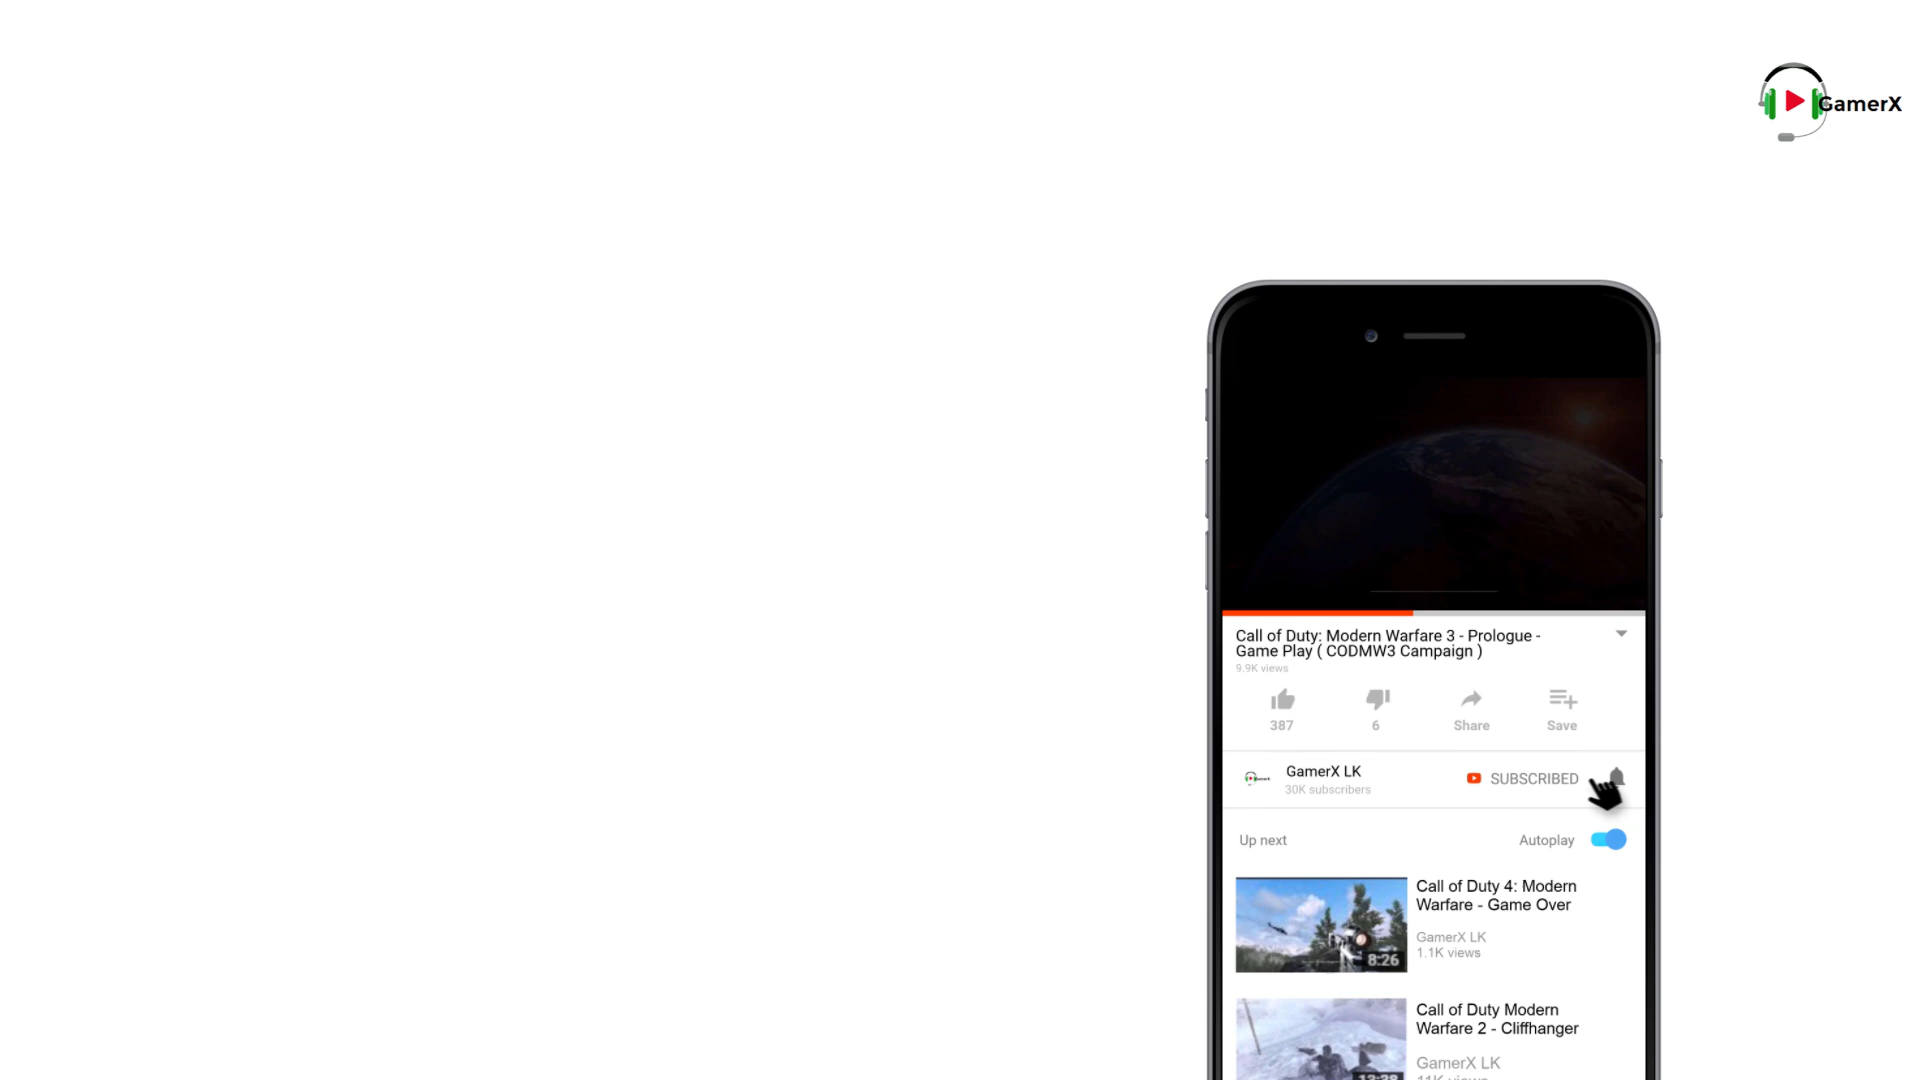 GamerX
Call of Duty: Modern Warfare 3 - Prologue -
Game Play ( CODMW3 Campaign )
9.9K views
387
6
Share
Save
GamerX LK
30K subscribers
SUBSCRIBED
Up next
Autoplay
Call of Duty 4: Modern
Warfare - Game Over
GamerX LK
1.1K views
8:26
Call of Duty Modern
Warfare 2 - Cliffhanger
GamerX LK
11K views